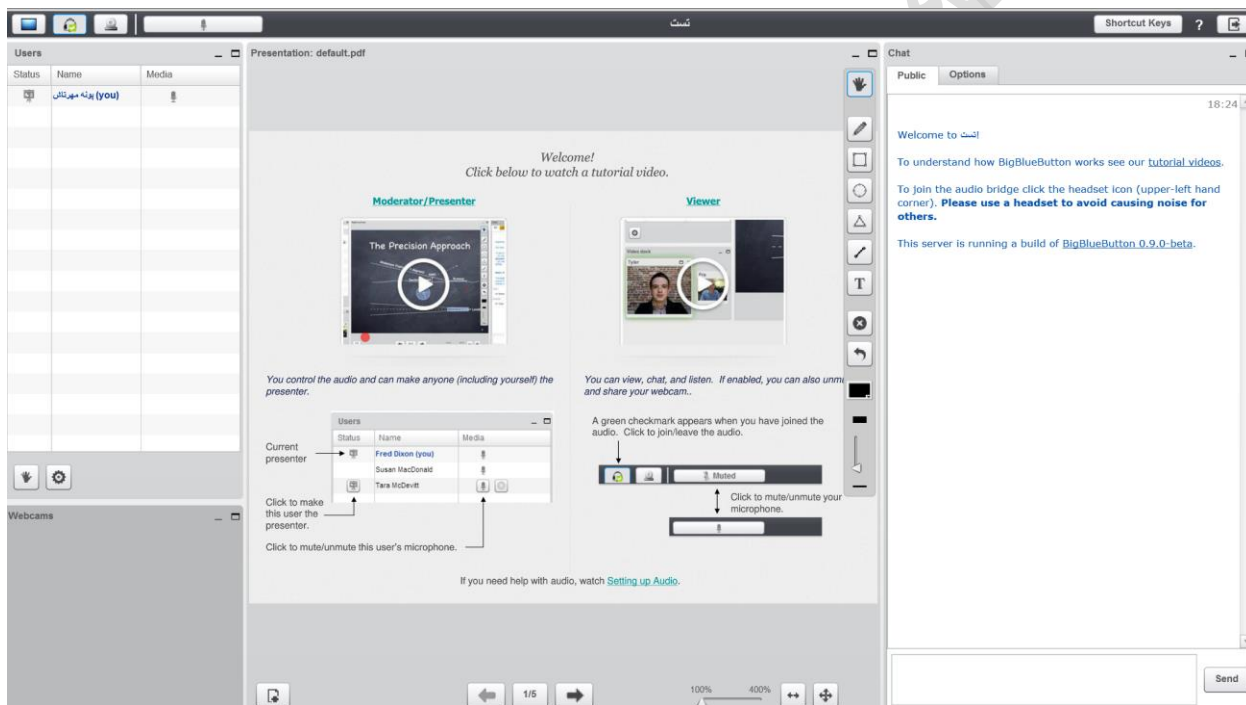 تست
Shortcut Keys
?
Users
Status Name Media
پونه مهرتاش (you)
Webcams
Presentation: default.pdf
Welcome!
Click below to watch a tutorial video.
Moderator/Presenter
The Precision Approach
You control the audio and can make anyone (including yourself) the
presenter.
Users
Status Name Media
Current
presenter
Fred Dixon (you)
Susan MacDonald
Tara McDevitt
Click to make
this user the
presenter.
Click to mute/unmute this user's microphone.
Viewer
Tyler
You can view, chat, and listen. If enabled, you can also unmu
and share your webcam..
A green checkmark appears when you have joined the
audio. Click to join/leave the audio.
Muted
Click to mute/unmute your
microphone.
If you need help with audio, watch Setting up Audio.
T
1/5
100% 400%
Chat
Public Options
18:24
Welcome to تست!
To understand how BigBlueButton works see our tutorial videos.
To join the audio bridge click the headset icon (upper-left hand
corner). Please use a headset to avoid causing noise for
others.
This server is running a build of BigBlueButton 0.9.0-beta.
Send